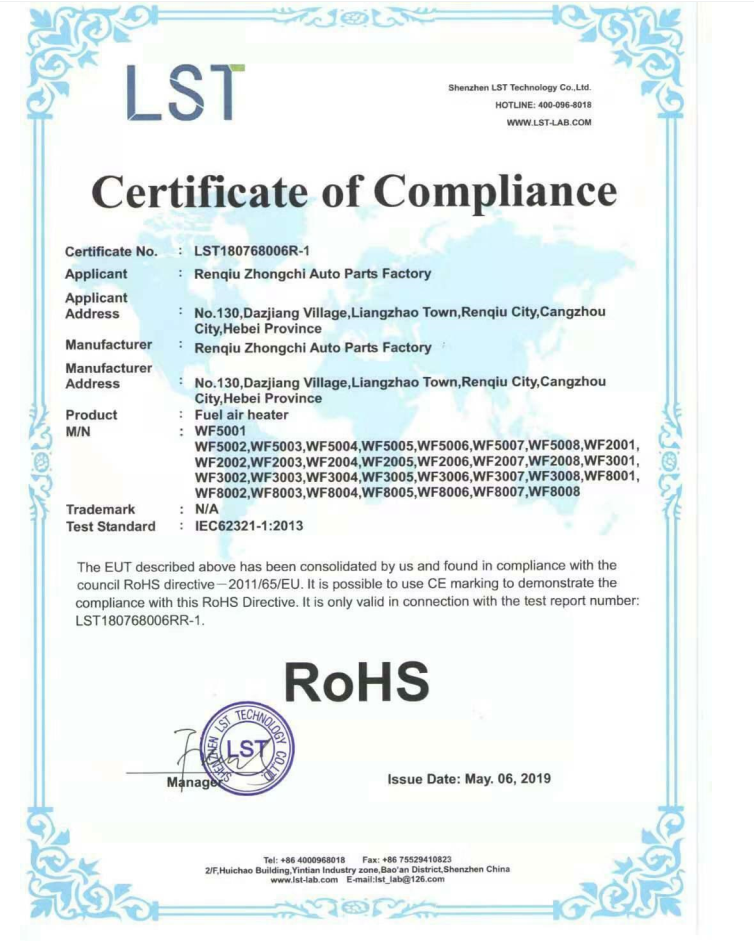 LST
Shenzhen LST Technology Co.,Ltd.
HOTLINE: 400-096-8018
WWW.LST-LAB.COM
Certificate of Compliance
Certificate No. : LST180768006R-1
Applicant : Renqiu Zhongchi Auto Parts Factory
Applicant
Address : No.130,Dazjiang Village,Liangzhao Town,Renqiu City,Cangzhou
City,Hebei Province
Manufacturer : Renqiu Zhongchi Auto Parts Factory
Manufacturer
Address : No.130,Dazjiang Village,Liangzhao Town,Renqiu City,Cangzhou
City,Hebei Province
Product : Fuel air heater
M/N : WF5001
WF5002,WF5003,WF5004,WF5005,WF5006,WF5007,WF5008,WF2001,
WF2002,WF2003,WF2004,WF2005,WF2006,WF2007,WF2008,WF3001,
WF3002,WF3003,WF3004,WF3005,WF3006,WF3007,WF3008,WF8001,
WF8002,WF8003,WF8004,WF8005,WF8006,WF8007,WF8008
Trademark : N/A
Test Standard : IEC62321-1:2013
The EUT described above has been consolidated by us and found in compliance with the
council RoHS directive—2011/65/EU. It is possible to use CE marking to demonstrate the
compliance with this RoHS Directive. It is only valid in connection with the test report number:
LST180768006RR-1.
RoHS
SHENZHEN LST TECHNOLOGY CO.,LTD.
LST
Manager
Issue Date: May. 06, 2019
Tel: +86 4000968018 Fax: +86 75529410823
2/F,Huichao Building,Yintian Industry zone,Bao'an District,Shenzhen China
www.lst-lab.com E-mail:lst_lab@126.com